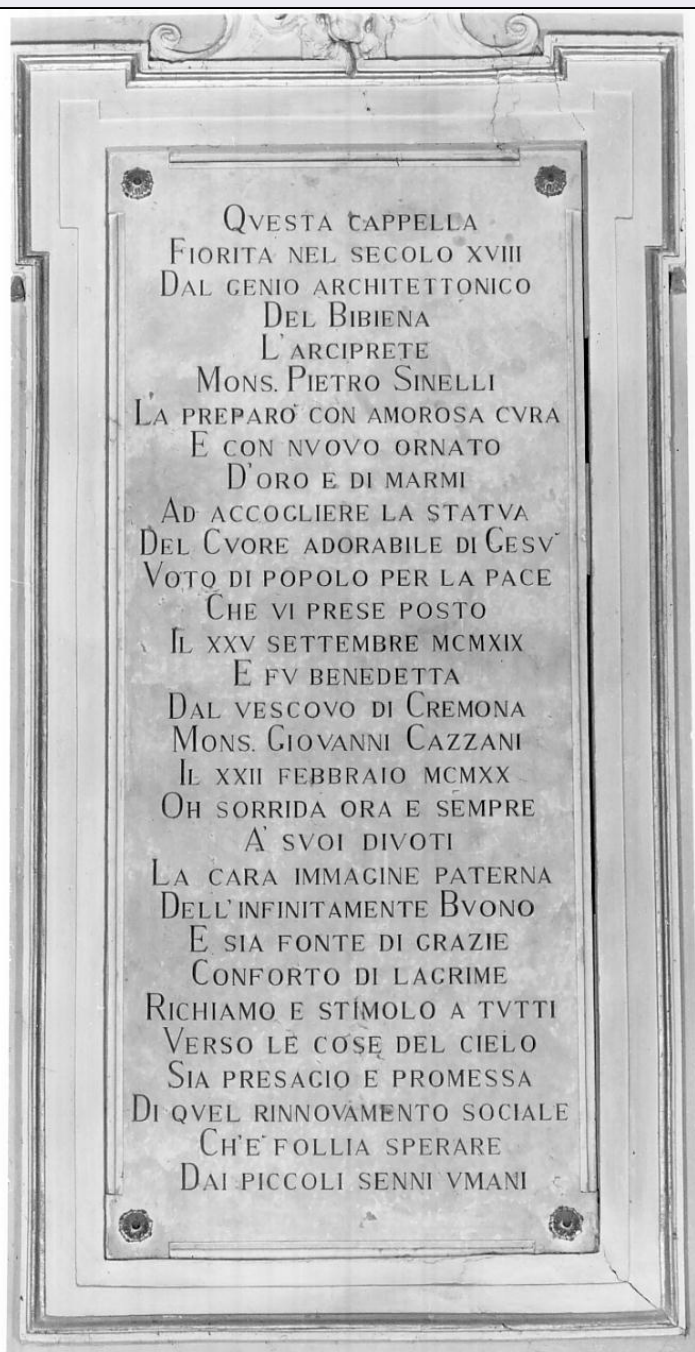 QVESTA CAPPELLA
FIORITA NEL SECOLO XVIII
DAL GENIO ARCHITETTONICO
DEL BIBIENA
L'ARCIPRETE
MONS. PIETRO SINELLI
LA PREPARO' CON AMOROSA CVRA
E CON NVOVO ORNATO
D'ORO E DI MARMI
AD ACCOGLIERE LA STATVA
DEL CVORE ADORABILE DI GESV'
VOTO DI POPOLO PER LA PACE
CHE VI PRESE POSTO
IL XXV SETTEMBRE MCMXIX
E FV BENEDETTA
DAL VESCOVO DI CREMONA
MONS. GIOVANNI CAZZANI
IL XXII FEBBRAIO MCMXX
OH SORRIDA ORA E SEMPRE
A' SVOI DIVOTI
LA CARA IMMAGINE PATERNA
DELL'INFINITAMENTE BVONO
E SIA FONTE DI GRAZIE
CONFORTO DI LAGRIME
RICHIAMO E STIMOLO A TVTTI
VERSO LE COSE DEL CIELO
SIA PRESAGIO E PROMESSA
DI QVEL RINNOVAMENTO SOCIALE
CH'E' FOLLIA SPERARE
DAI PICCOLI SENNI VMANI